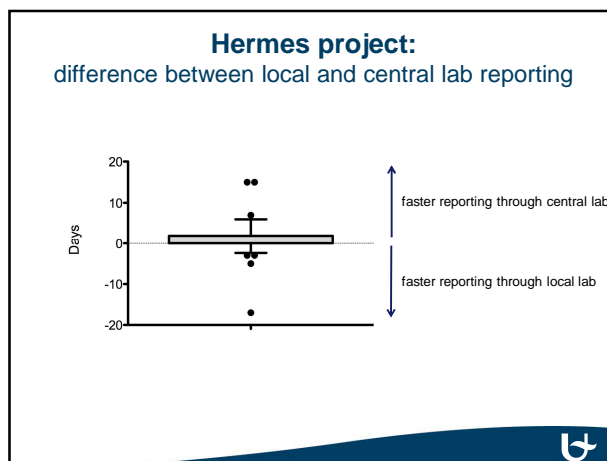 Hermes project:
difference between local and central lab reporting
20
10
0
-10
-20
Days
faster reporting through central lab
faster reporting through local lab